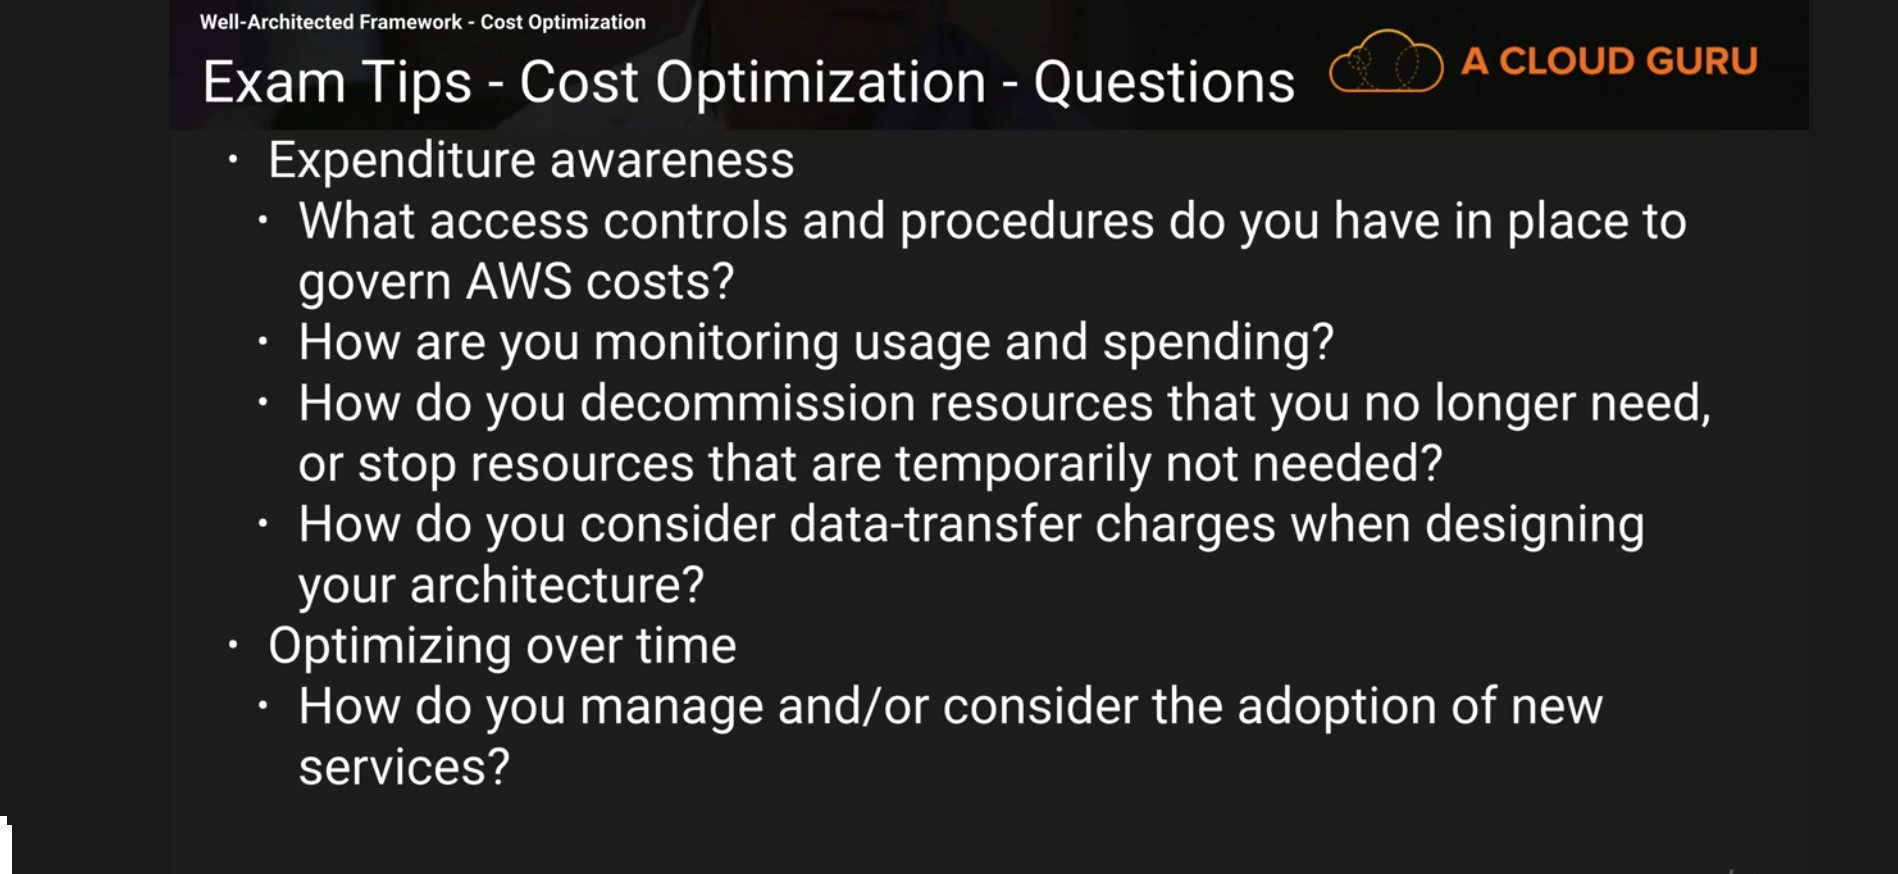 Well-Architected Framework - Cost Optimization
Exam Tips - Cost Optimization - Questions
A CLOUD GURU
• Expenditure awareness
• What access controls and procedures do you have in place to
govern AWS costs?
• How are you monitoring usage and spending?
• How do you decommission resources that you no longer need,
or stop resources that are temporarily not needed?
• How do you consider data-transfer charges when designing
your architecture?
• Optimizing over time
• How do you manage and/or consider the adoption of new
services?